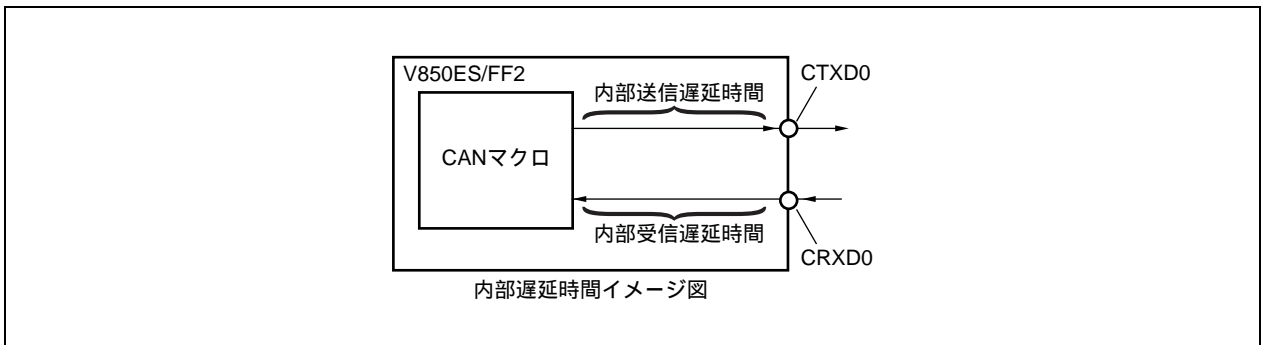 V850ES/FF2
CTXD0
内部送信遅延時間
CANマクロ
内部受信遅延時間
CRXD0
内部遅延時間イメージ図